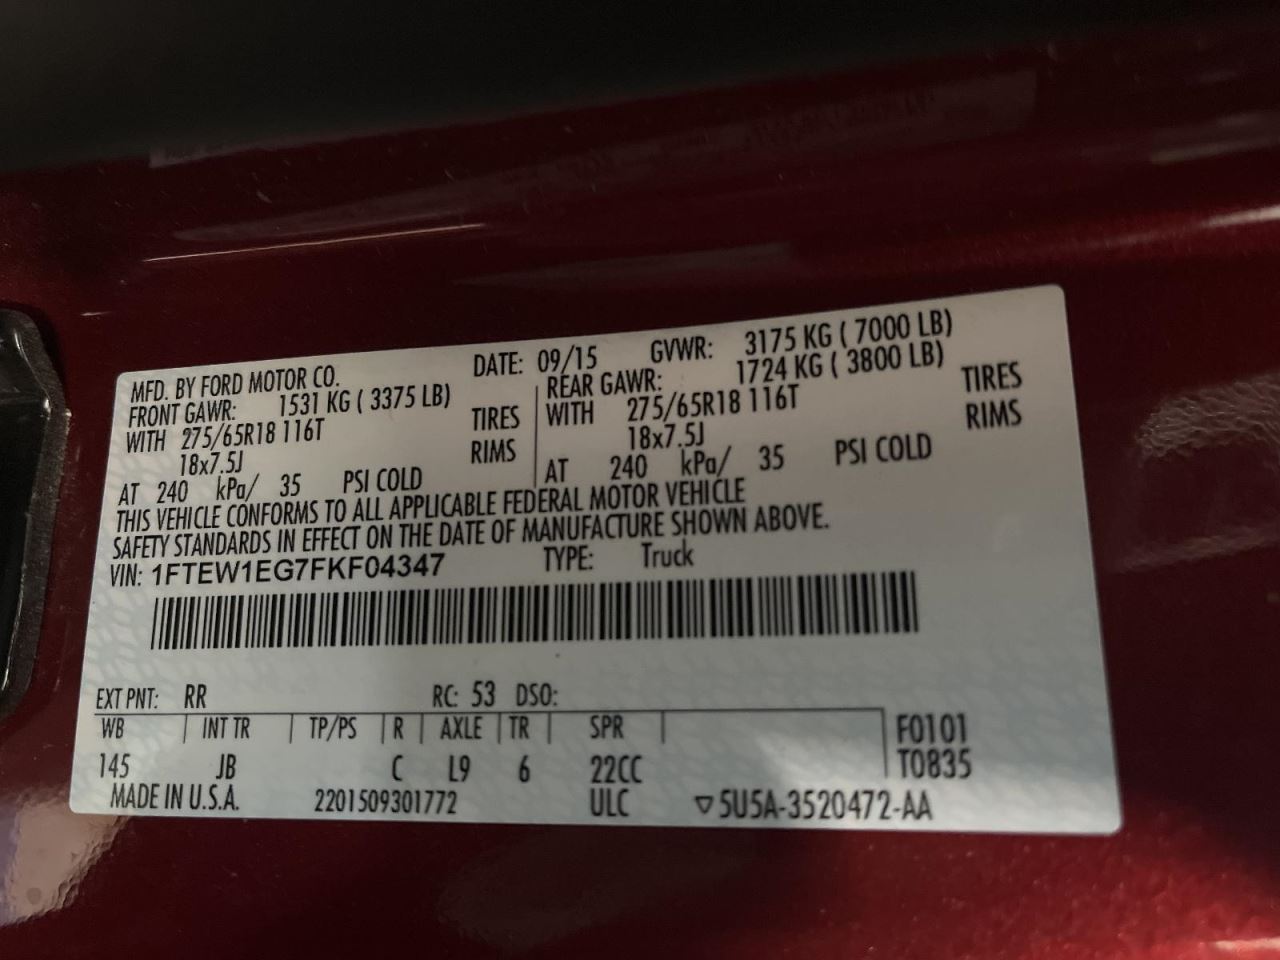 MFD. BY FORD MOTOR CO. DATE: 09/15 GVWR: 3175 KG ( 7000 LB)
FRONT GAWR: 1531 KG ( 3375 LB) REAR GAWR: 1724 KG ( 3800 LB)
WITH 275/65R18 116T TIRES WITH 275/65R18 116T TIRES
18x7.5J RIMS 18x7.5J RIMS
AT 240 kPa/ 35 PSI COLD AT 240 kPa/ 35 PSI COLD
THIS VEHICLE CONFORMS TO ALL APPLICABLE FEDERAL MOTOR VEHICLE
SAFETY STANDARDS IN EFFECT ON THE DATE OF MANUFACTURE SHOWN ABOVE.
VIN: 1FTEW1EG7FKF04347 TYPE: Truck
EXT PNT: RR RC: 53 DSO:
WB INT TR TP/PS R AXLE TR SPR F0101
145 JB C L9 6 22CC T0835
MADE IN U.S.A. 2201509301772 ULC ▽5U5A-3520472-AA